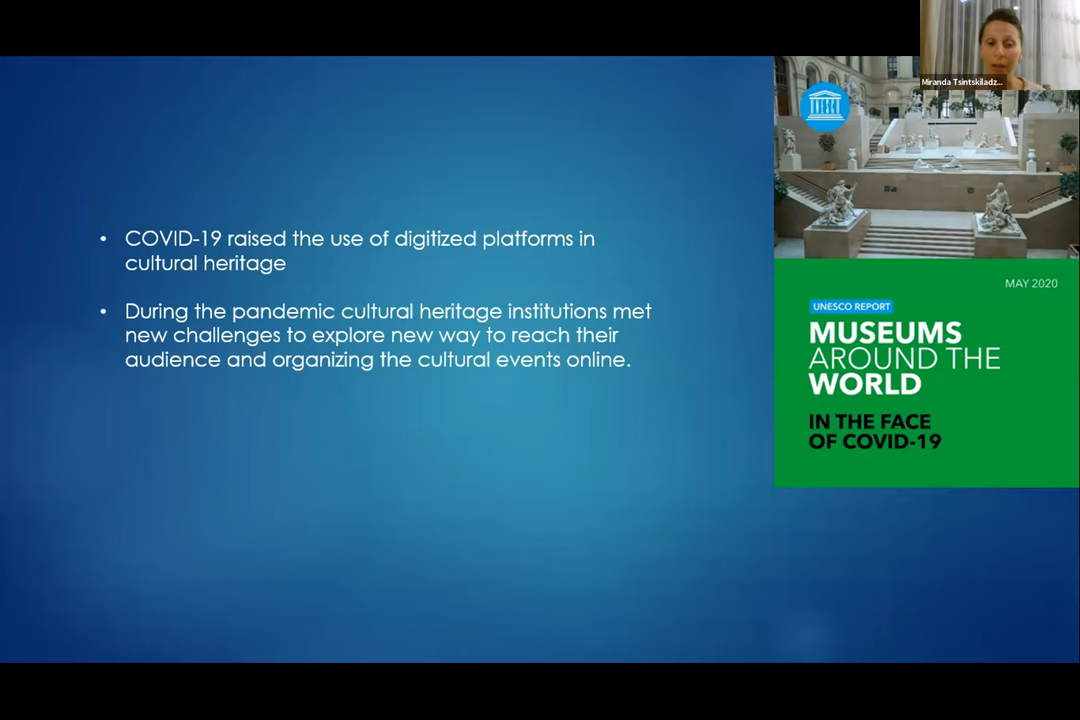 Miranda Tsintskiladz...
UNESCO
• COVID-19 raised the use of digitized platforms in
cultural heritage
• During the pandemic cultural heritage institutions met
new challenges to explore new way to reach their
audience and organizing the cultural events online.
MAY 2020
UNESCO REPORT
MUSEUMS
AROUND THE
WORLD
IN THE FACE
OF COVID-19